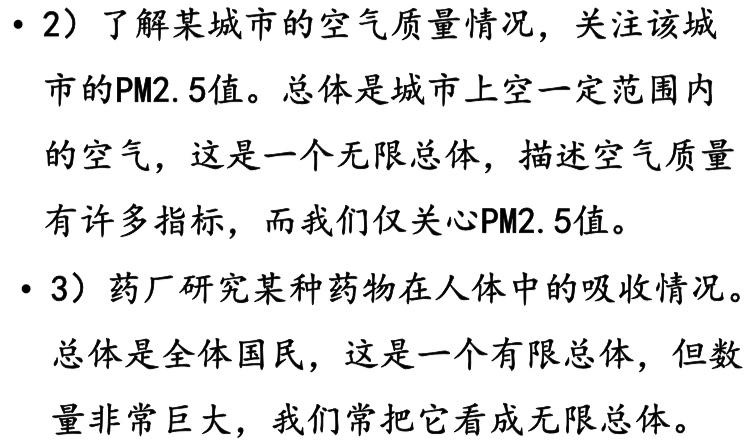 • 2）了解某城市的空气质量情况，关注该城
市的PM2.5值。总体是城市上空一定范围内
的空气，这是一个无限总体，描述空气质量
有许多指标，而我们仅关心PM2.5值。
• 3）药厂研究某种药物在人体中的吸收情况。
总体是全体国民，这是一个有限总体，但数
量非常巨大，我们常把它看成无限总体。